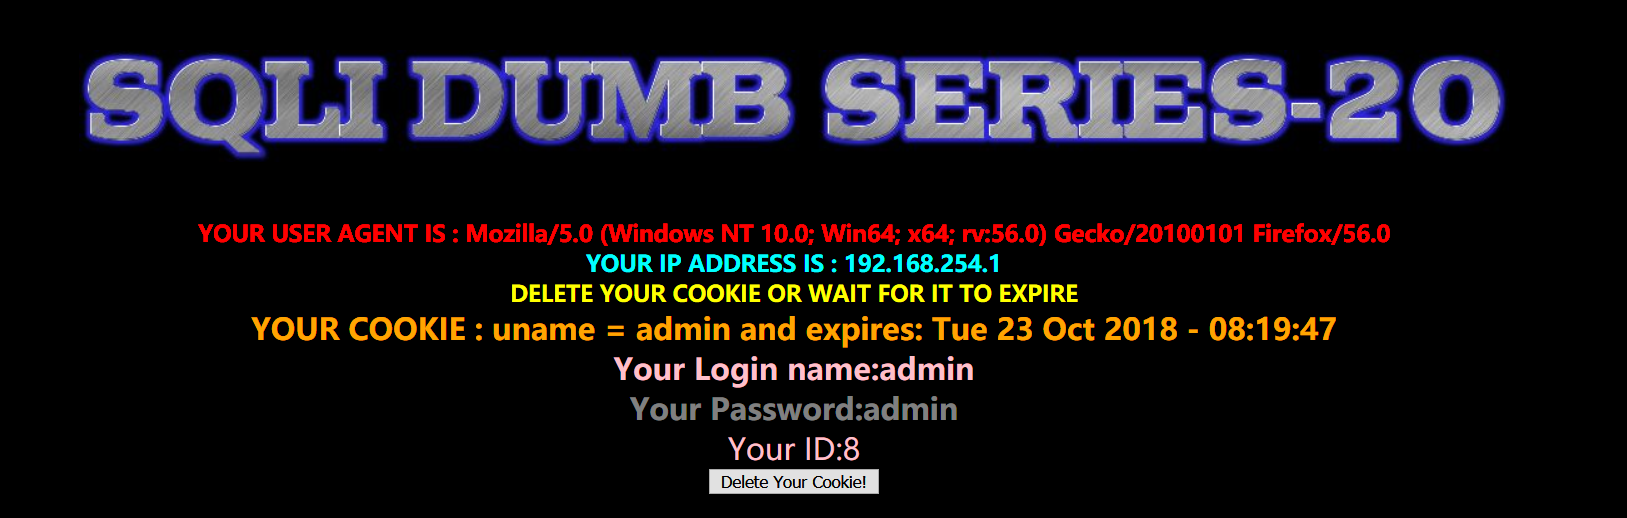 SQLI DUMB SERIES-20
YOUR USER AGENT IS : Mozilla/5.0 (Windows NT 10.0; Win64; x64; rv:56.0) Gecko/20100101 Firefox/56.0
YOUR IP ADDRESS IS : 192.168.254.1
DELETE YOUR COOKIE OR WAIT FOR IT TO EXPIRE
YOUR COOKIE : uname = admin and expires: Tue 23 Oct 2018 - 08:19:47
Your Login name:admin
Your Password:admin
Your ID:8
Delete Your Cookie!